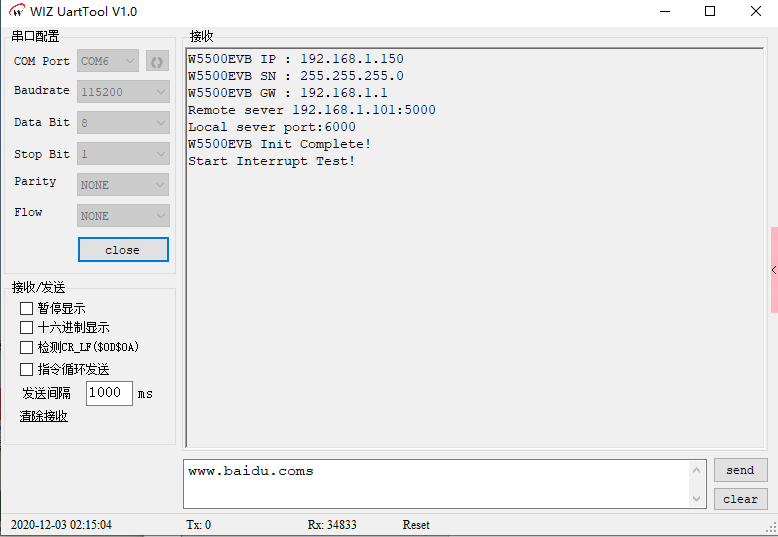 WIZ UartTool V1.0
串口配置
COM Port COM6
Baudrate 115200
Data Bit 8
Stop Bit 1
Parity NONE
Flow NONE
close
接收/发送
暂停显示
十六进制显示
检测CR_LF($0D$0A)
指令循环发送
发送间隔 1000 ms
清除接收
接收
W5500EVB IP : 192.168.1.150
W5500EVB SN : 255.255.255.0
W5500EVB GW : 192.168.1.1
Remote sever 192.168.1.101:5000
Local sever port:6000
W5500EVB Init Complete!
Start Interrupt Test!
www.baidu.coms
send
clear
2020-12-03 02:15:04 Tx: 0 Rx: 34833 Reset